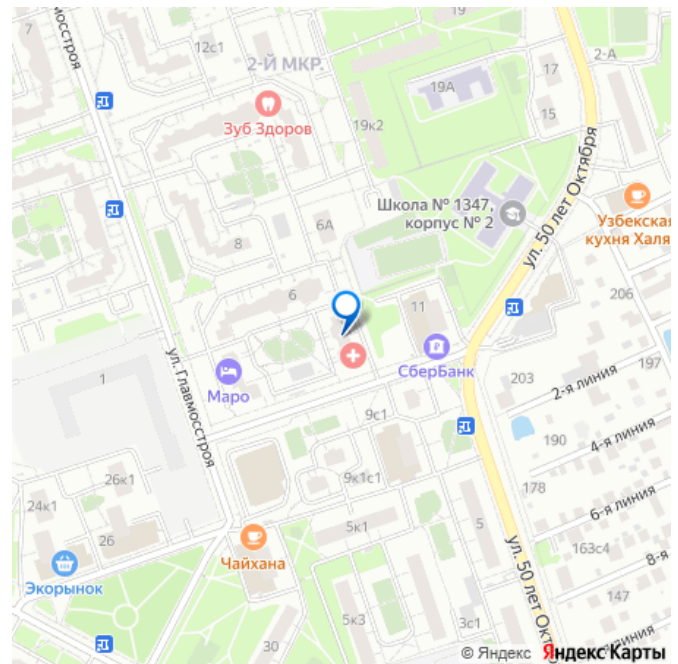 7
12с1
2-Й МКР.
2-А
17
19А
15
Зуб Здоров
19к2
Школа № 1347,
корпус № 2
ул. 50 лет Октября
Узбекская
кухня Халя
6А
8
6
11
206
СберБанк
203
197
2-я линия
Маро
1
ул. Главмосстроя
9с1
190
4-я линия
9к1с1
178
26к1
24к1
26
5к1
5
6-я линия
163с4
8-я
Чайхана
Экорынок
147
5к3
3с1
30
ул. 50 лет Окт
линия
© Яндекс Яндекс Карты